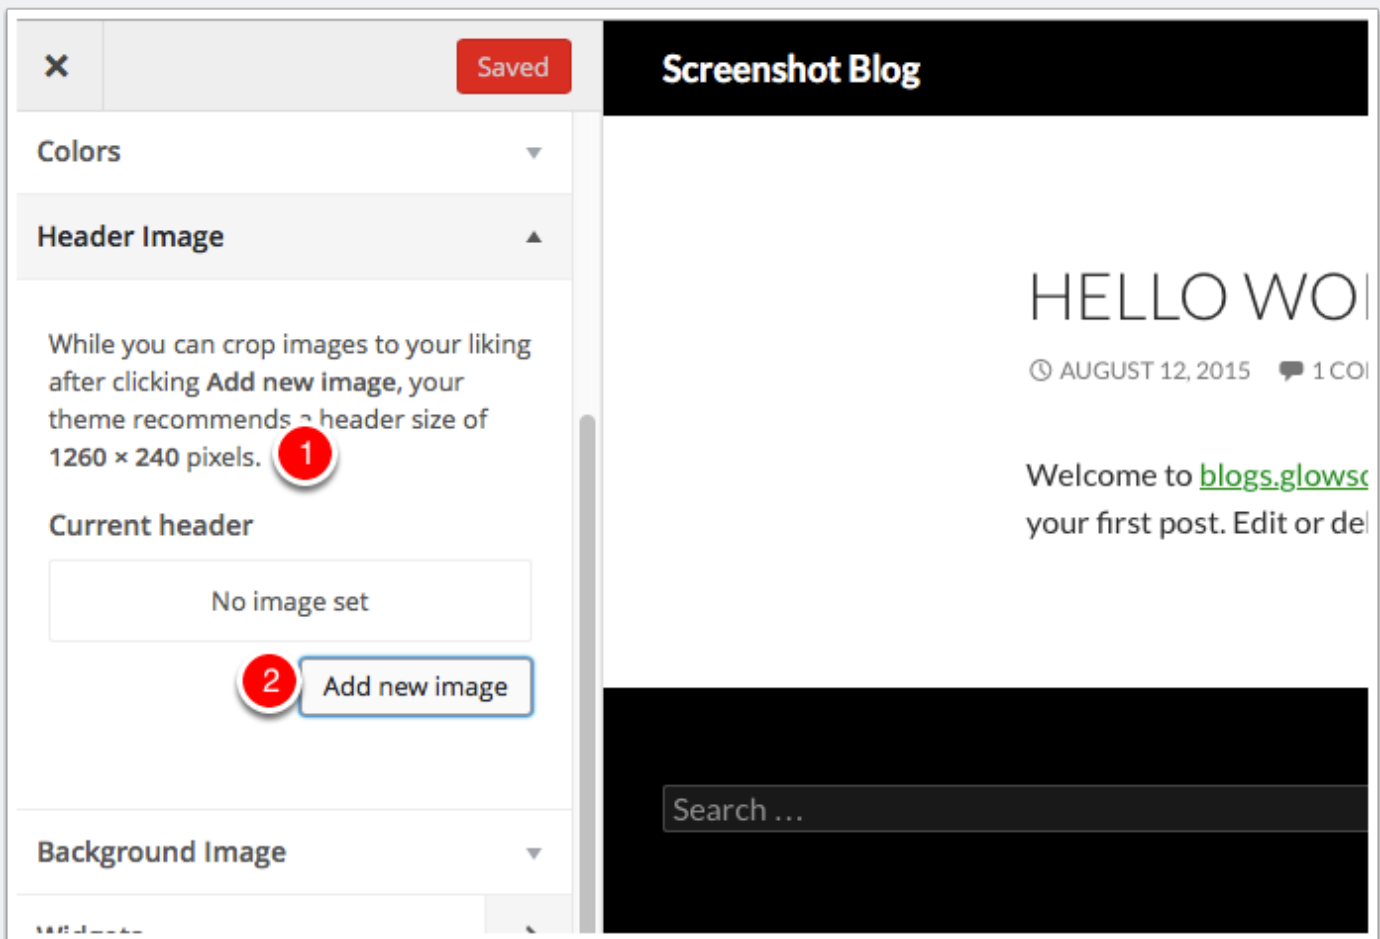 Saved
Colors
Header Image
While you can crop images to your liking
after clicking Add new image, your
theme recommends a header size of
1260 × 240 pixels.
1
Current header
No image set
2
Add new image
Background Image
Widgets
Screenshot Blog
HELLO WO
AUGUST 12, 2015
1 CO
Welcome to blogs.glows
your first post. Edit or de
Search ...